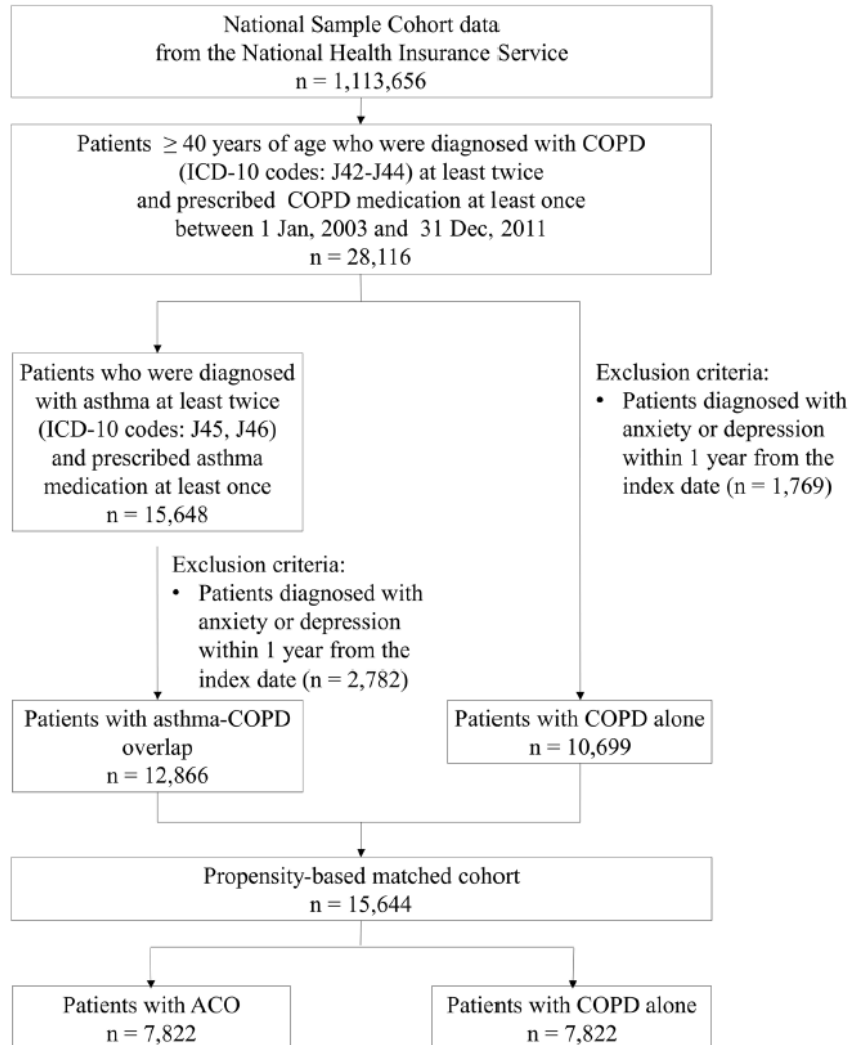 National Sample Cohort data
from the National Health Insurance Service
n = 1,113,656
Patients ≥ 40 years of age who were diagnosed with COPD
(ICD-10 codes: J42-J44) at least twice
and prescribed COPD medication at least once
between 1 Jan, 2003 and 31 Dec, 2011
n = 28,116
Patients who were diagnosed
with asthma at least twice
(ICD-10 codes: J45, J46)
and prescribed asthma
medication at least once
n = 15,648
Exclusion criteria:
• Patients diagnosed with
anxiety or depression
within 1 year from the
index date (n = 1,769)
Exclusion criteria:
• Patients diagnosed with
anxiety or depression
within 1 year from the
index date (n = 2,782)
Patients with asthma-COPD
overlap
n = 12,866
Patients with COPD alone
n = 10,699
Propensity-based matched cohort
n = 15,644
Patients with ACO
n = 7,822
Patients with COPD alone
n = 7,822